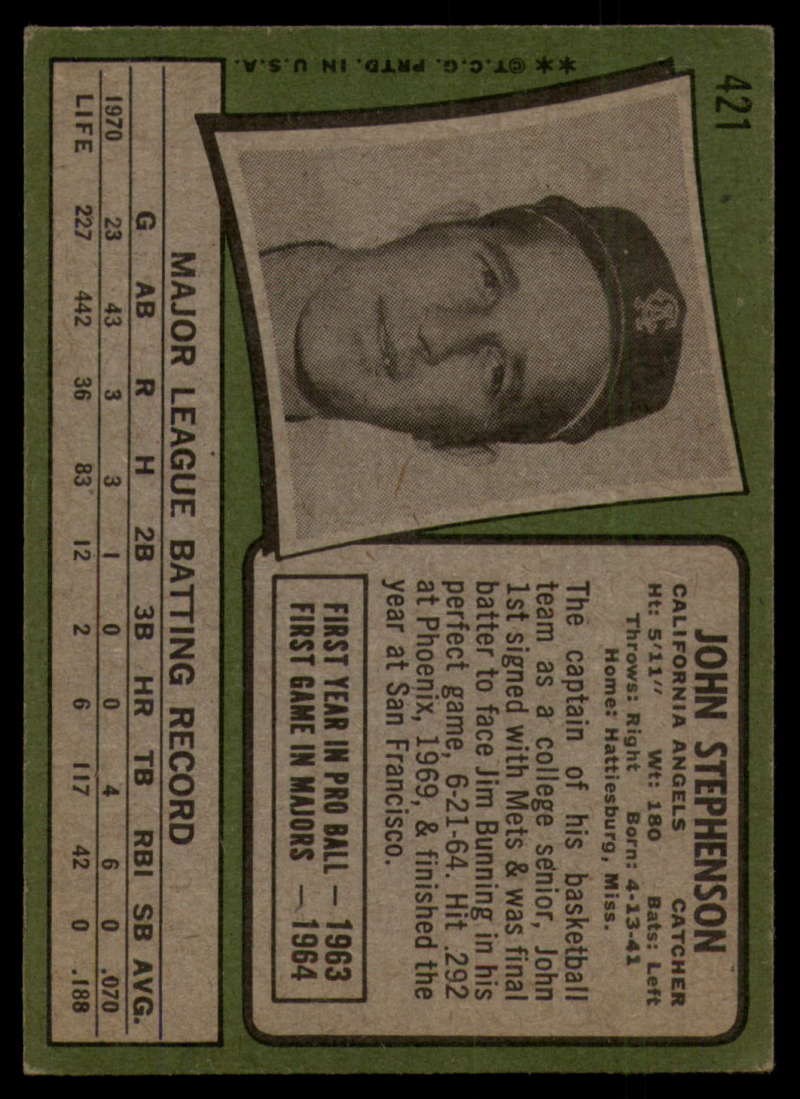 421
**©T.C.G. PRTD. IN U.S.A.
JOHN STEPHENSON
CALIFORNIA ANGELS CATCHER
Ht: 5'11" Wt: 180 Bats: Left
Throws: Right Born: 4-13-41
Home: Hattiesburg, Miss.
The captain of his basketball
team as a college senior, John
1st signed with Mets & was final
batter to face Jim Bunning in his
perfect game, 6-21-64. Hit .292
at Phoenix, 1969, & finished the
year at San Francisco.
FIRST YEAR IN PRO BALL — 1963
FIRST GAME IN MAJORS — 1964
MAJOR LEAGUE BATTING RECORD
G AB R H 2B 3B HR TB RBI SB AVG.
1970 23 43 3 3 1 0 0 4 6 0 .070
LIFE 227 442 36 83 12 2 6 117 42 0 .188